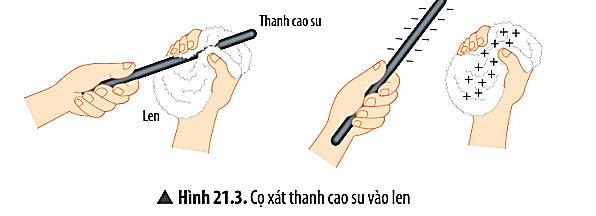 Thanh cao su
Len
▲ Hình 21.3. Cọ xát thanh cao su vào len